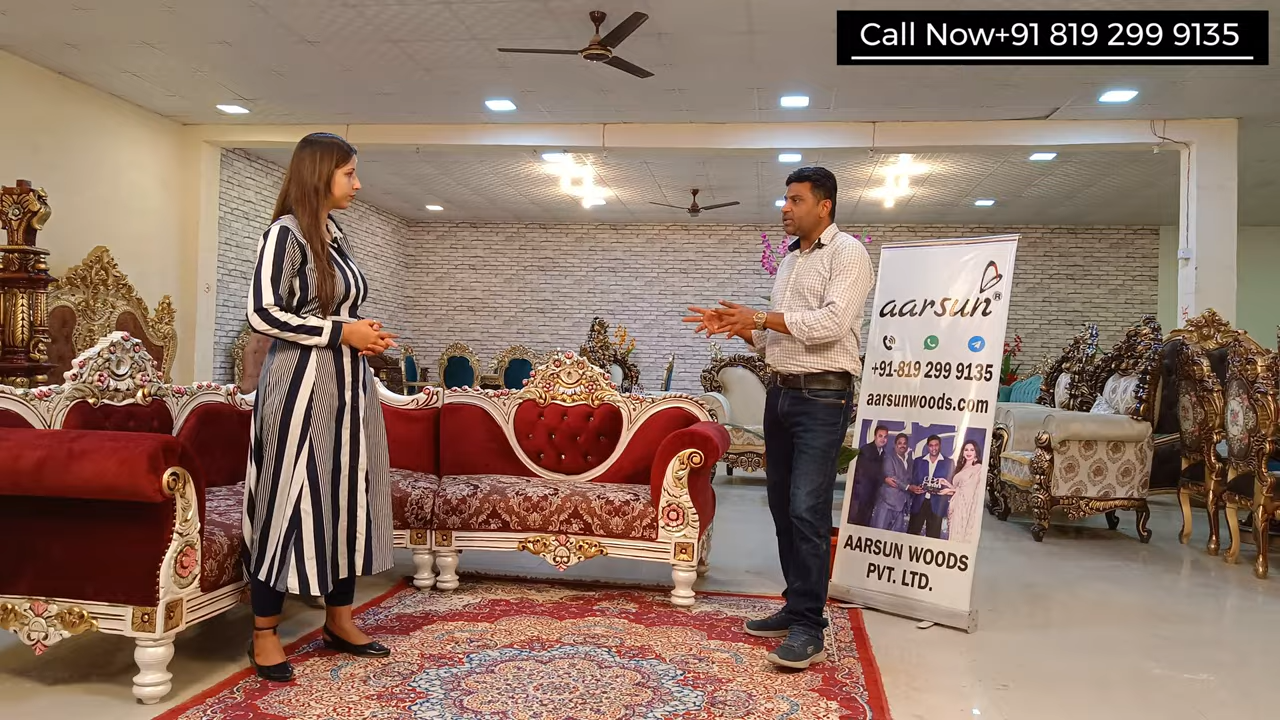 Call Now+91 819 299 9135
aarsun®
+91-819 299 9135
aarsunwoods.com
AARSUN WOODS
PVT. LTD.